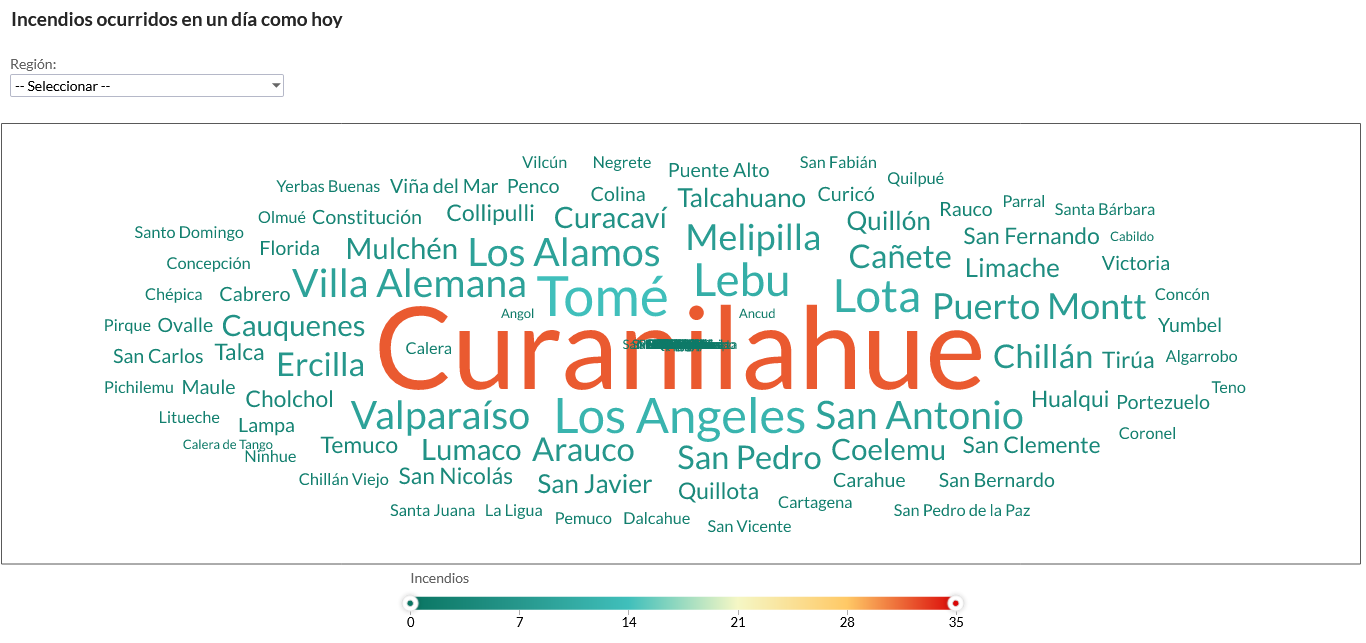 Incendios ocurridos en un día como hoy
Región:
-- Seleccionar --
Vilcún Negrete Puente Alto San Fabián
Quilpué
Yerbas Buenas Viña del Mar Penco Colina Talcahuano Curicó
Parral
Olmué Constitución Collipulli Curacaví Quillón Rauco Santa Bárbara
Santo Domingo Florida Mulchén Los Alamos Melipilla San Fernando Cabildo
Concepción Cañete Limache Victoria
Chépica Cabrero Villa Alemana Tomé Lebu Lota Puerto Montt Concón
Angol Ancud
Pirque Ovalle Cauquenes Yumbel
Curanilahue
Calera
San Carlos Talca Ercilla Chillán Tirúa Algarrobo
Pichilemu Maule Teno
Cholchol Hualqui Portezuelo
Litueche Lampa Valparaíso Los Angeles San Antonio Coronel
Calera de Tango Temuco Lumaco Arauco San Pedro Coelemu San Clemente
Ninhue
Chillán Viejo San Nicolás San Javier Quillota Carahue San Bernardo
Cartagena
Santa Juana La Ligua Pemuco Dalcahue San Vicente San Pedro de la Paz
Incendios
0 7 14 21 28 35